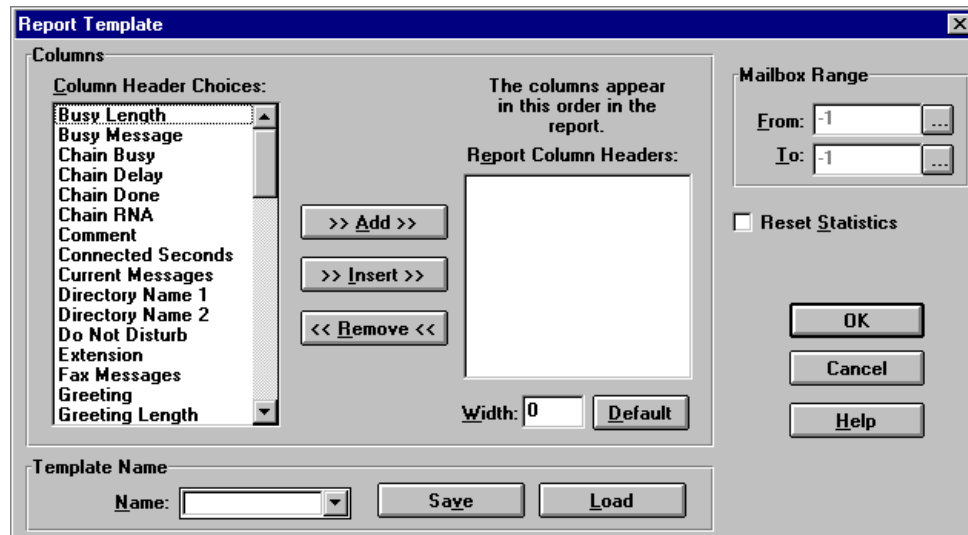 Report Template
Columns
Column Header Choices:
Busy Length
Busy Message
Chain Busy
Chain Delay
Chain Done
Chain RNA
Comment
Connected Seconds
Current Messages
Directory Name 1
Directory Name 2
Do Not Disturb
Extension
Fax Messages
Greeting
Greeting Length
>> Add >>
>> Insert >>
<< Remove <<
The columns appear
in this order in the
report.
Report Column Headers:
Width: 0
Default
Mailbox Range
From: -1 ...
To: -1 ...
Reset Statistics
OK
Cancel
Help
Template Name
Name:
Save
Load